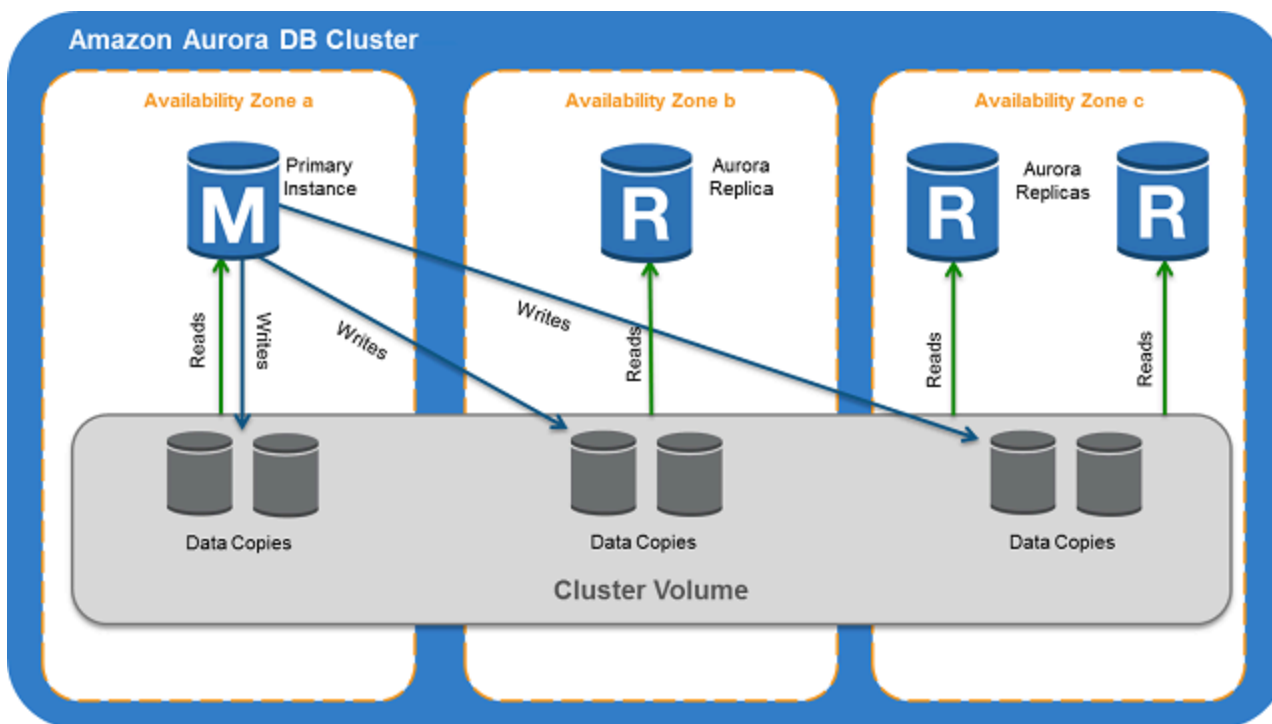 Amazon Aurora DB Cluster
Availability Zone a
Availability Zone b
Availability Zone c
M
Primary
Instance
R
Aurora
Replica
R
Aurora
Replicas
R
Reads
Writes
Writes
Writes
Reads
Reads
Reads
Data Copies
Data Copies
Data Copies
Cluster Volume